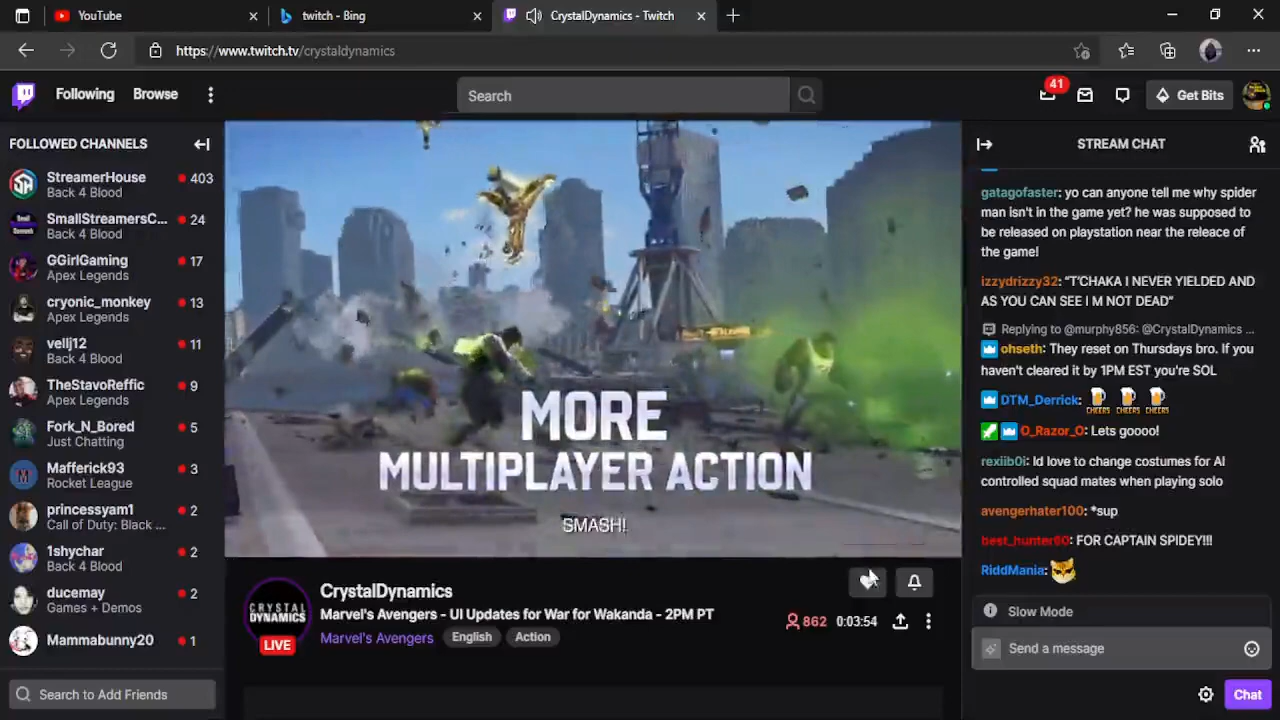 YouTube
twitch - Bing
CrystalDynamics - Twitch
https://www.twitch.tv/crystaldynamics
Following
Browse
Search
41
Get Bits
FOLLOWED CHANNELS
StreamerHouse
403
Back 4 Blood
SmallStreamersC...
24
Back 4 Blood
GGirlGaming
17
Apex Legends
cryonic_monkey
13
Apex Legends
vellj12
11
Back 4 Blood
TheStavoReffic
9
Apex Legends
Fork_N_Bored
5
Just Chatting
Mafferick93
3
Rocket League
princessyam1
2
Call of Duty: Black ...
1shychar
2
Back 4 Blood
ducemay
2
Games + Demos
Mammabunny20
1
Search to Add Friends
MORE
MULTIPLAYER ACTION
SMASH!
CRYSTAL
DYNAMICS
LIVE
CrystalDynamics
Marvel's Avengers - UI Updates for War for Wakanda - 2PM PT
Marvel's Avengers
English
Action
862
0:03:54
STREAM CHAT
gatagofaster: yo can anyone tell me why spider
man isn't in the game yet? he was supposed to
be released on playstation near the releace of
the game!
izzydrizzy32: “T’CHAKA I NEVER YIELDED AND
AS YOU CAN SEE I M NOT DEAD”
Replying to @murphy856: @CrystalDynamics ...
ohseth: They reset on Thursdays bro. If you
haven't cleared it by 1PM EST you're SOL
DTM_Derrick: CHEERS CHEERS CHEERS
O_Razor_O: Lets goooo!
rexiib0i: Id love to change costumes for AI
controlled squad mates when playing solo
avengerhater100: *sup
best_hunter60: FOR CAPTAIN SPIDEY!!!
RiddMania:
Slow Mode
Send a message
Chat